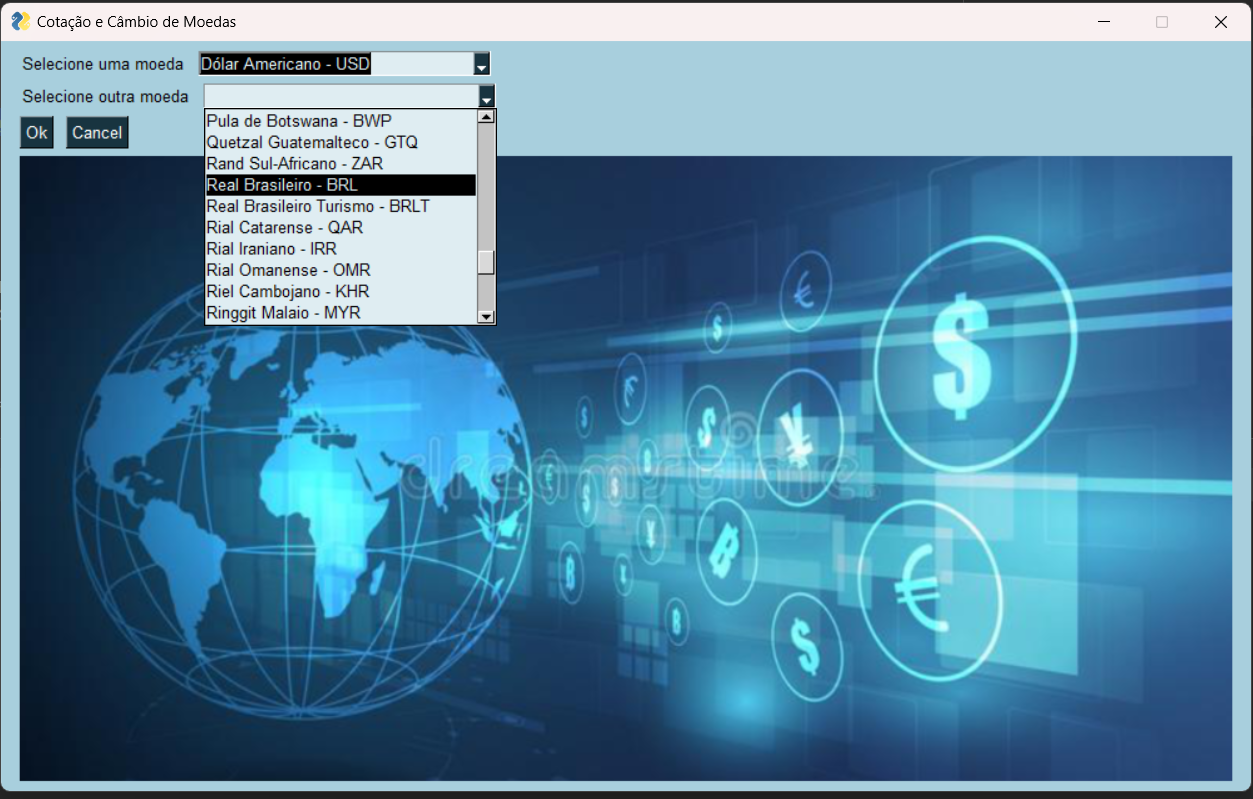 Cotação e Câmbio de Moedas
Selecione uma moeda Dólar Americano - USD
Selecione outra moeda
Ok Cancel
Pula de Botswana - BWP
Quetzal Guatemalteco - GTQ
Rand Sul-Africano - ZAR
Real Brasileiro - BRL
Real Brasileiro Turismo - BRLT
Rial Catarense - QAR
Rial Iraniano - IRR
Rial Omanense - OMR
Riel Cambojano - KHR
Ringgit Malaio - MYR
dreamstime.